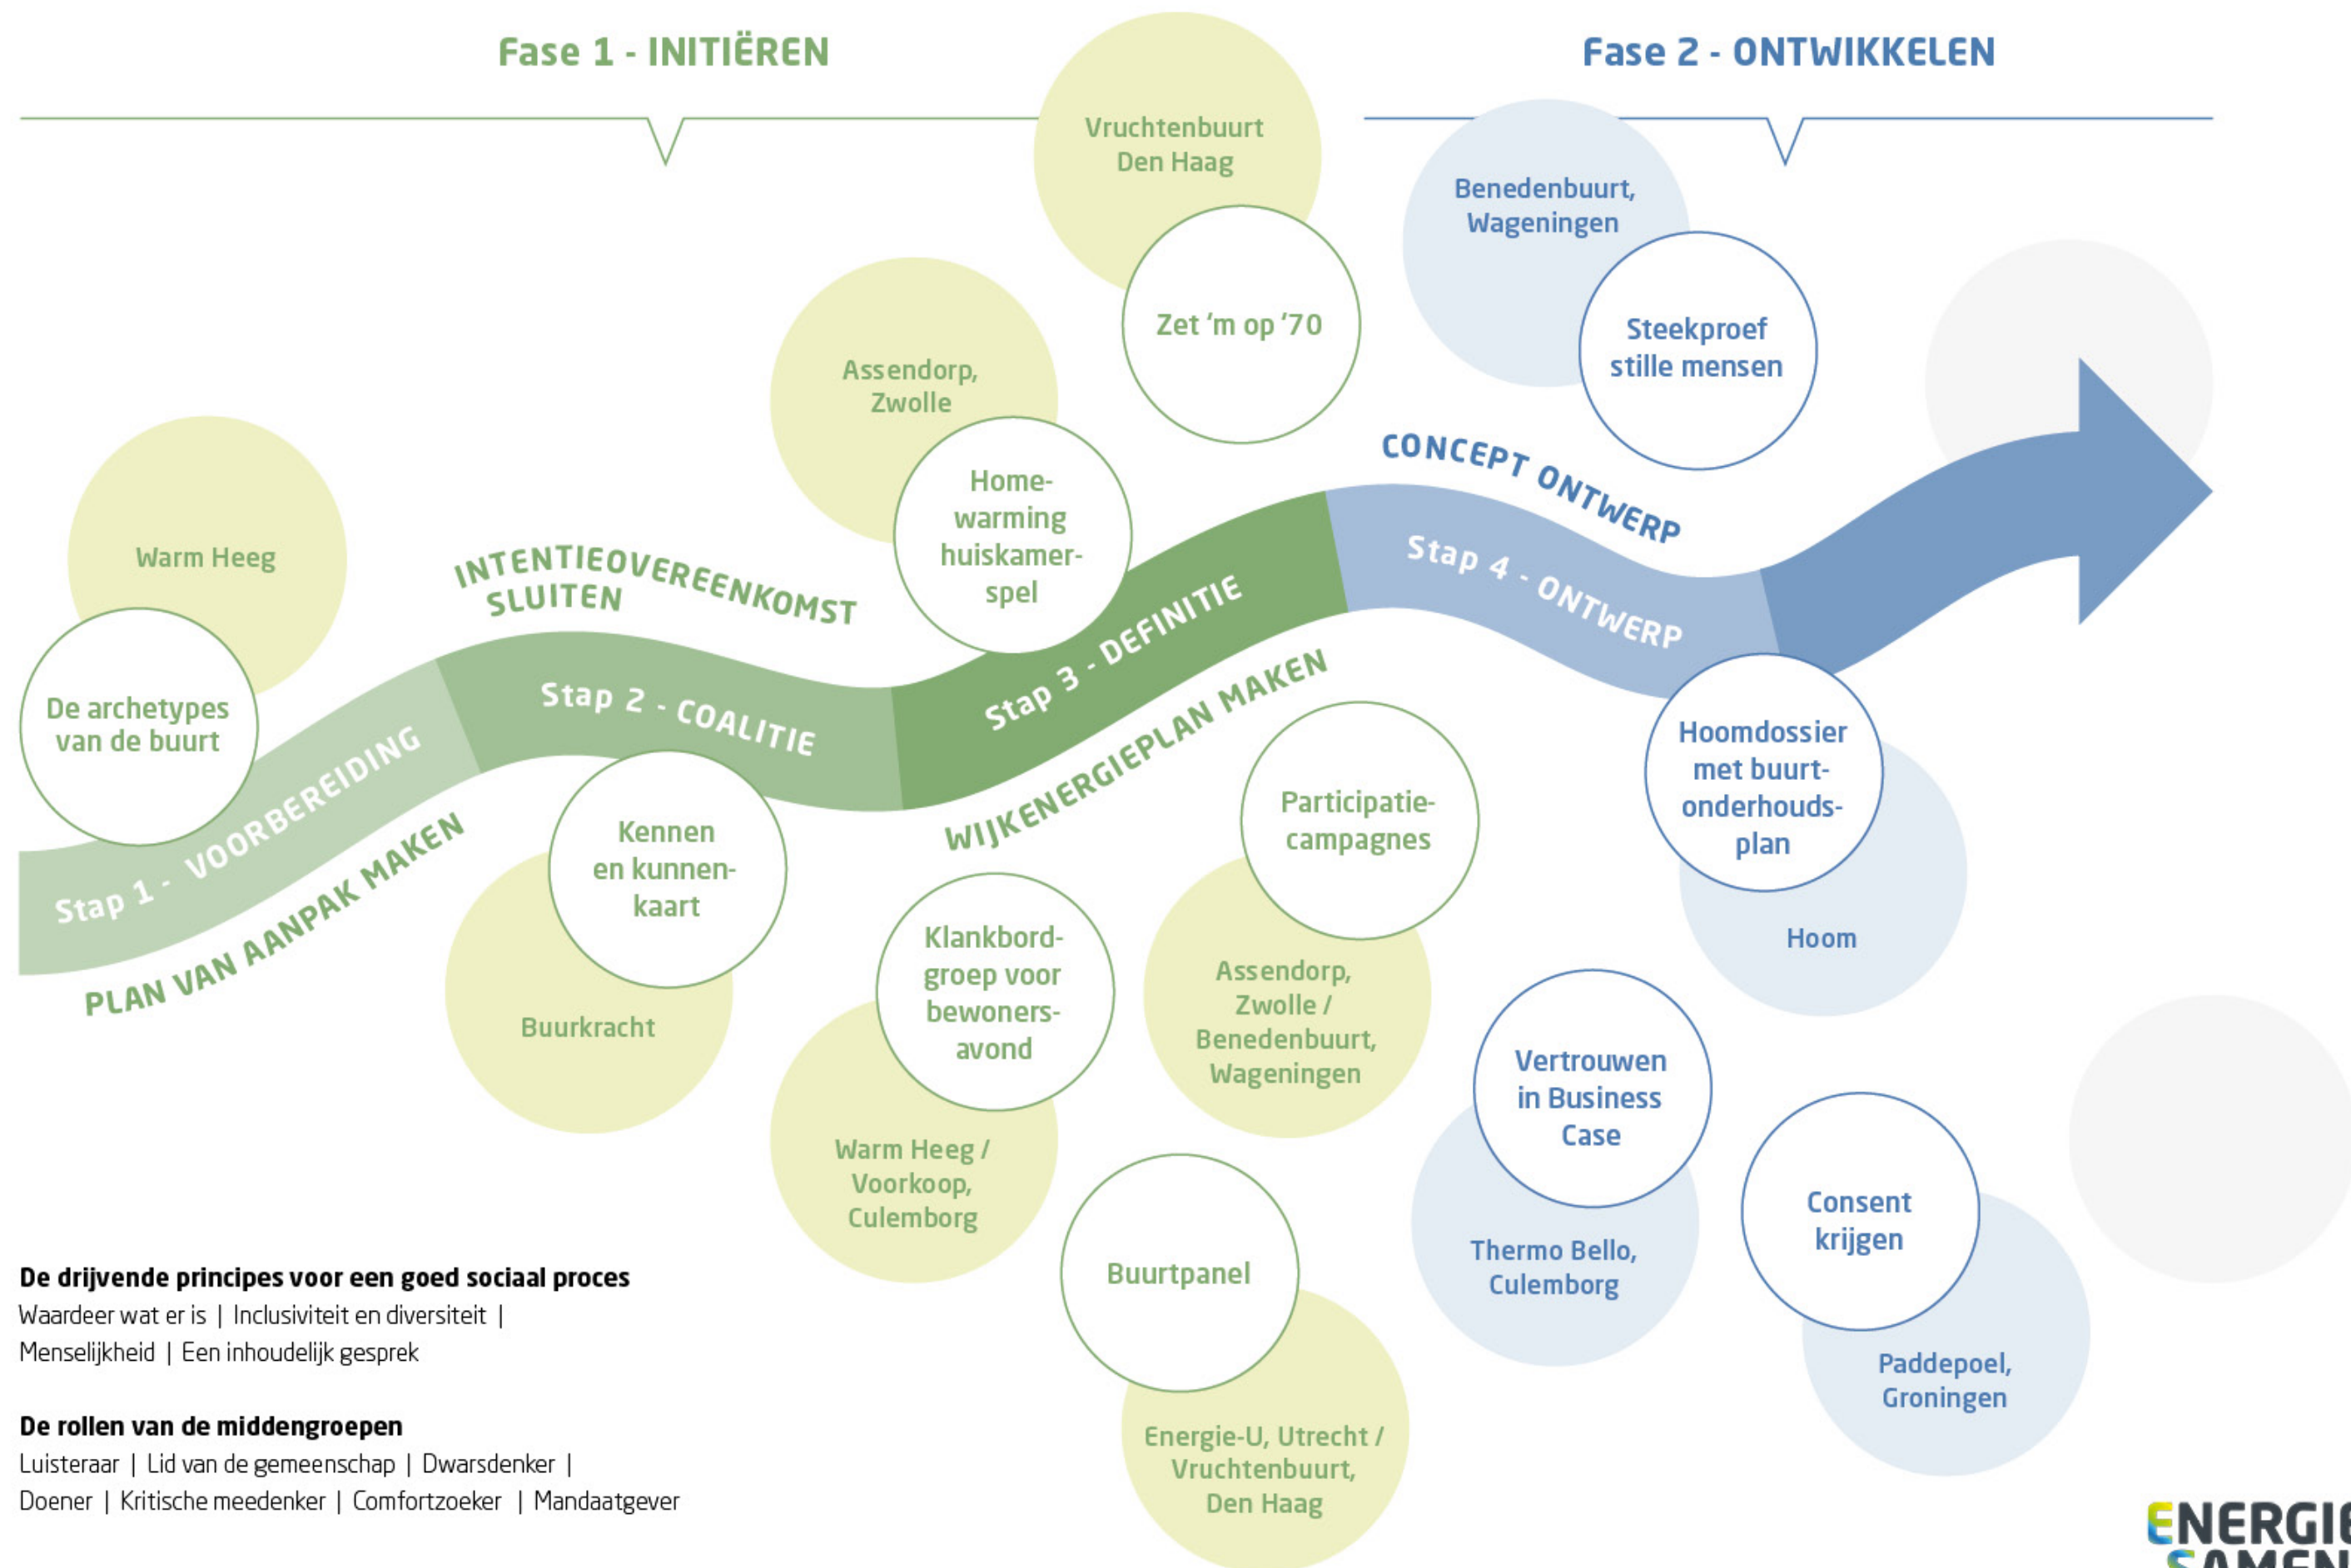 Fase 1 - INITIËREN
Fase 2 - ONTWIKKELEN
Vruchtenbuurt
Den Haag
Zet ‘m op ‘70
Benedenbuurt,
Wageningen
Steekproef
stille mensen
Assendorp,
Zwolle
Home-
warming
huiskamer-
spel
Warm Heeg
De archetypes
van de buurt
INTENTIEOVEREENKOMST
SLUITEN
CONCEPT ONTWERP
Stap 1 - VOORBEREIDING
Stap 2 - COALITIE
Stap 3 - DEFINITIE
Stap 4 - ONTWERP
PLAN VAN AANPAK MAKEN
WIJKENERGIEPLAN MAKEN
Kennen
en kunnen-
kaart
Buurkracht
Klankbord-
groep voor
bewoners-
avond
Warm Heeg /
Voorkoop,
Culemborg
Participatie-
campagnes
Assendorp,
Zwolle /
Benedenbuurt,
Wageningen
Hoomdossier
met buurt-
onderhouds-
plan
Hoom
Vertrouwen
in Business
Case
Thermo Bello,
Culemborg
Consent
krijgen
Paddepoel,
Groningen
Buurtpanel
Energie-U, Utrecht /
Vruchtenbuurt,
Den Haag
De drijvende principes voor een goed sociaal proces
Waardeer wat er is | Inclusiviteit en diversiteit |
Menselijkheid | Een inhoudelijk gesprek
De rollen van de middengroepen
Luisteraar | Lid van de gemeenschap | Dwarsdenker |
Doener | Kritische meedenker | Comfortzoeker | Mandaatgever
ENERGIE
SAMEN